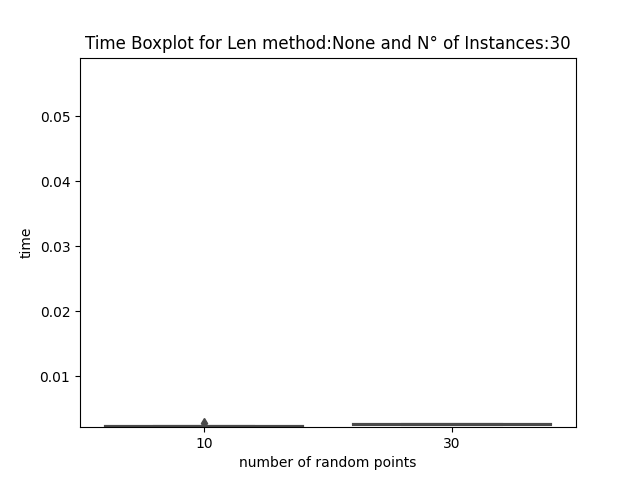 Time Boxplot for Len method:None and N° of Instances:30
0.05
0.04
0.03
0.02
0.01
time
10 30
number of random points